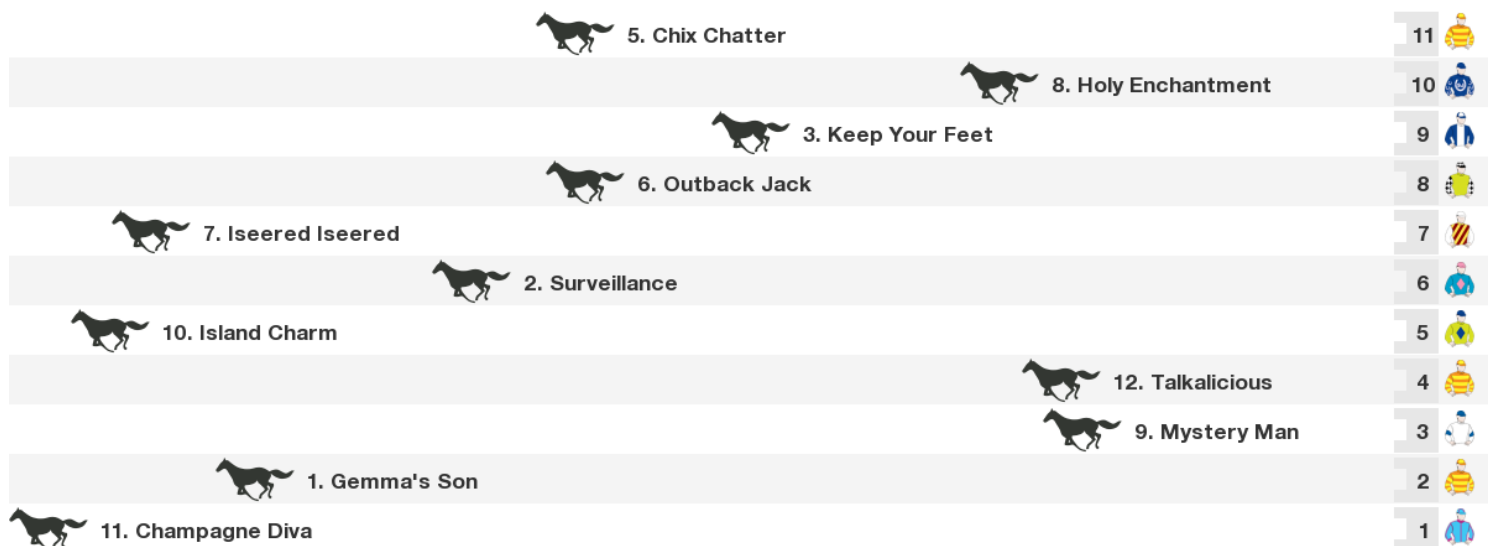 5. Chix Chatter 11
8. Holy Enchantment 10
3. Keep Your Feet 9
6. Outback Jack 8
7. Iseered Iseered 7
2. Surveillance 6
10. Island Charm 5
12. Talkalicious 4
9. Mystery Man 3
1. Gemma's Son 2
11. Champagne Diva 1